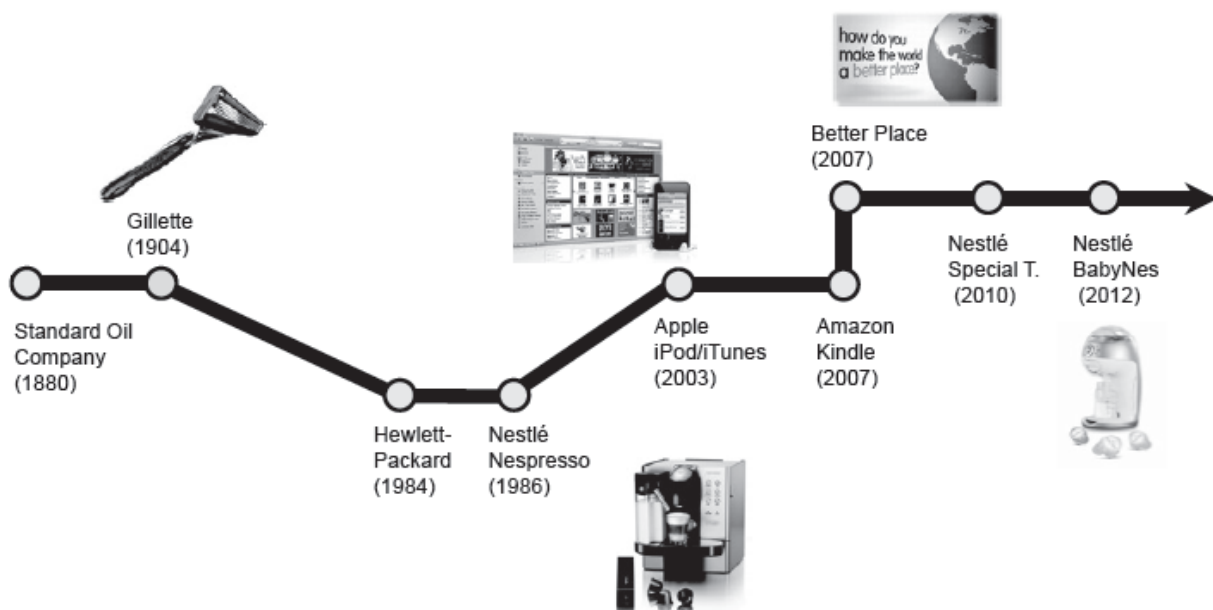 how do you
make the world
a better place?
Better Place
(2007)
Gillette
(1904)
Standard Oil
Company
(1880)
Hewlett-
Packard
(1984)
Nestlé
Nespresso
(1986)
Apple
iPod/iTunes
(2003)
Amazon
Kindle
(2007)
Nestlé
Special T.
(2010)
Nestlé
BabyNes
(2012)